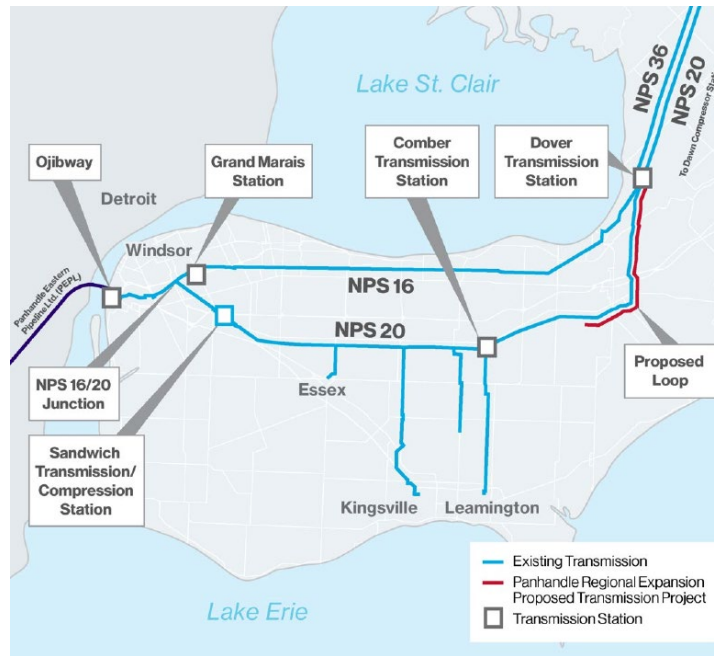 Lake St. Clair
NPS 36
NPS 20
To Dawn Compressor Stati
Ojibway
Grand Marais
Station
Comber
Transmission
Station
Dover
Transmission
Station
Detroit
Windsor
Panhandle Eastern
Pipeline Ltd. (PEPL)
NPS 16
NPS 20
NPS 16/20
Junction
Essex
Proposed
Loop
Sandwich
Transmission/
Compression
Station
Kingsville
Leamington
Lake Erie
Existing Transmission
Panhandle Regional Expansion
Proposed Transmission Project
Transmission Station